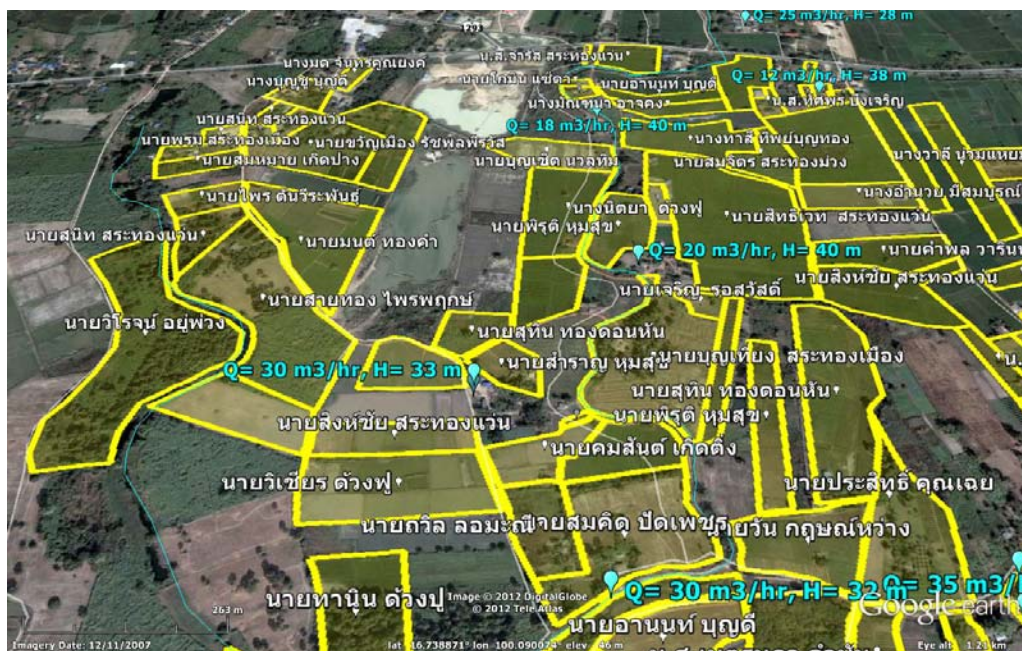 Q= 25 m3/hr, H= 28 m
1293
น.ส.จำรัส สระทองแว่น
นางมด จันทรคุณยงค์
นายโกมิน แซ่ตั้ง
นายอานุนท์ บุญดี
Q= 12 m3/hr, H= 38 m
นางบุญชู บุญดี
น.ส.ทัศพร บังเจริญ
นายสนิท สระทองแว่น
Q= 18 m3/hr, H= 40 m
นายพรม สระทองเมือง
นายขวัญเมือง รัชพลพีรวัส
นางทาสี ทิพย์บุญทอง
นายสมหมาย เกิดปาง
นายบุญเชิด นวลทิม
นายสมจิตร สระทองม่วง
นางวาลี
นายไพร ตันวีระพันธุ์
นางอำนวย มีสมบูรณ์
นางนิตยา ด้วงฟู
นายสิทธิเวท สระทองแว่น
นายสนิท สระทองแว่น
นายมนต์ ทองคำ
นายพิรุติ หุมสุข
Q= 20 m3/hr, H= 40 m
นายคำพล
นายสิงห์ชัย สระทองแว่น
นายเจริญ รอสวัสดิ์
นายสายทอง ไพรพฤกษ์
นายวิโรจน์ อยู่พ่วง
นายสุทิน ทองดอนหัน
Q= 30 m3/hr, H= 33 m
นายสำราญ หุมสุข
นายบุญเที่ยง สระทองเมือง
น.
นายสุทิน ทองดอนหัน
นายสิงห์ชัย สระทองแว่น
นายพิรุติ หุมสุข
นายคมสันต์ เกิดติ๋ง
นายวิเชียร ด้วงฟู
นายประสิทธิ์ คุณเฉย
นายถวิล ลอมะณี
นายสมคิด ปัดเพชร
นายวัน กฤษณ์หว่าง
Q= 30 m3/hr, H= 32 m
Q= 35 m3/
263 m
นายทานิน ด้วงปู
Image © 2012 DigitalGlobe
© 2012 Tele Atlas
Google earth
นายอานุนท์ บุญดี
Imagery Date: 12/11/2007
lat 16.738871° lon 100.090074° elev 46 m
Eye alt 1.21 km